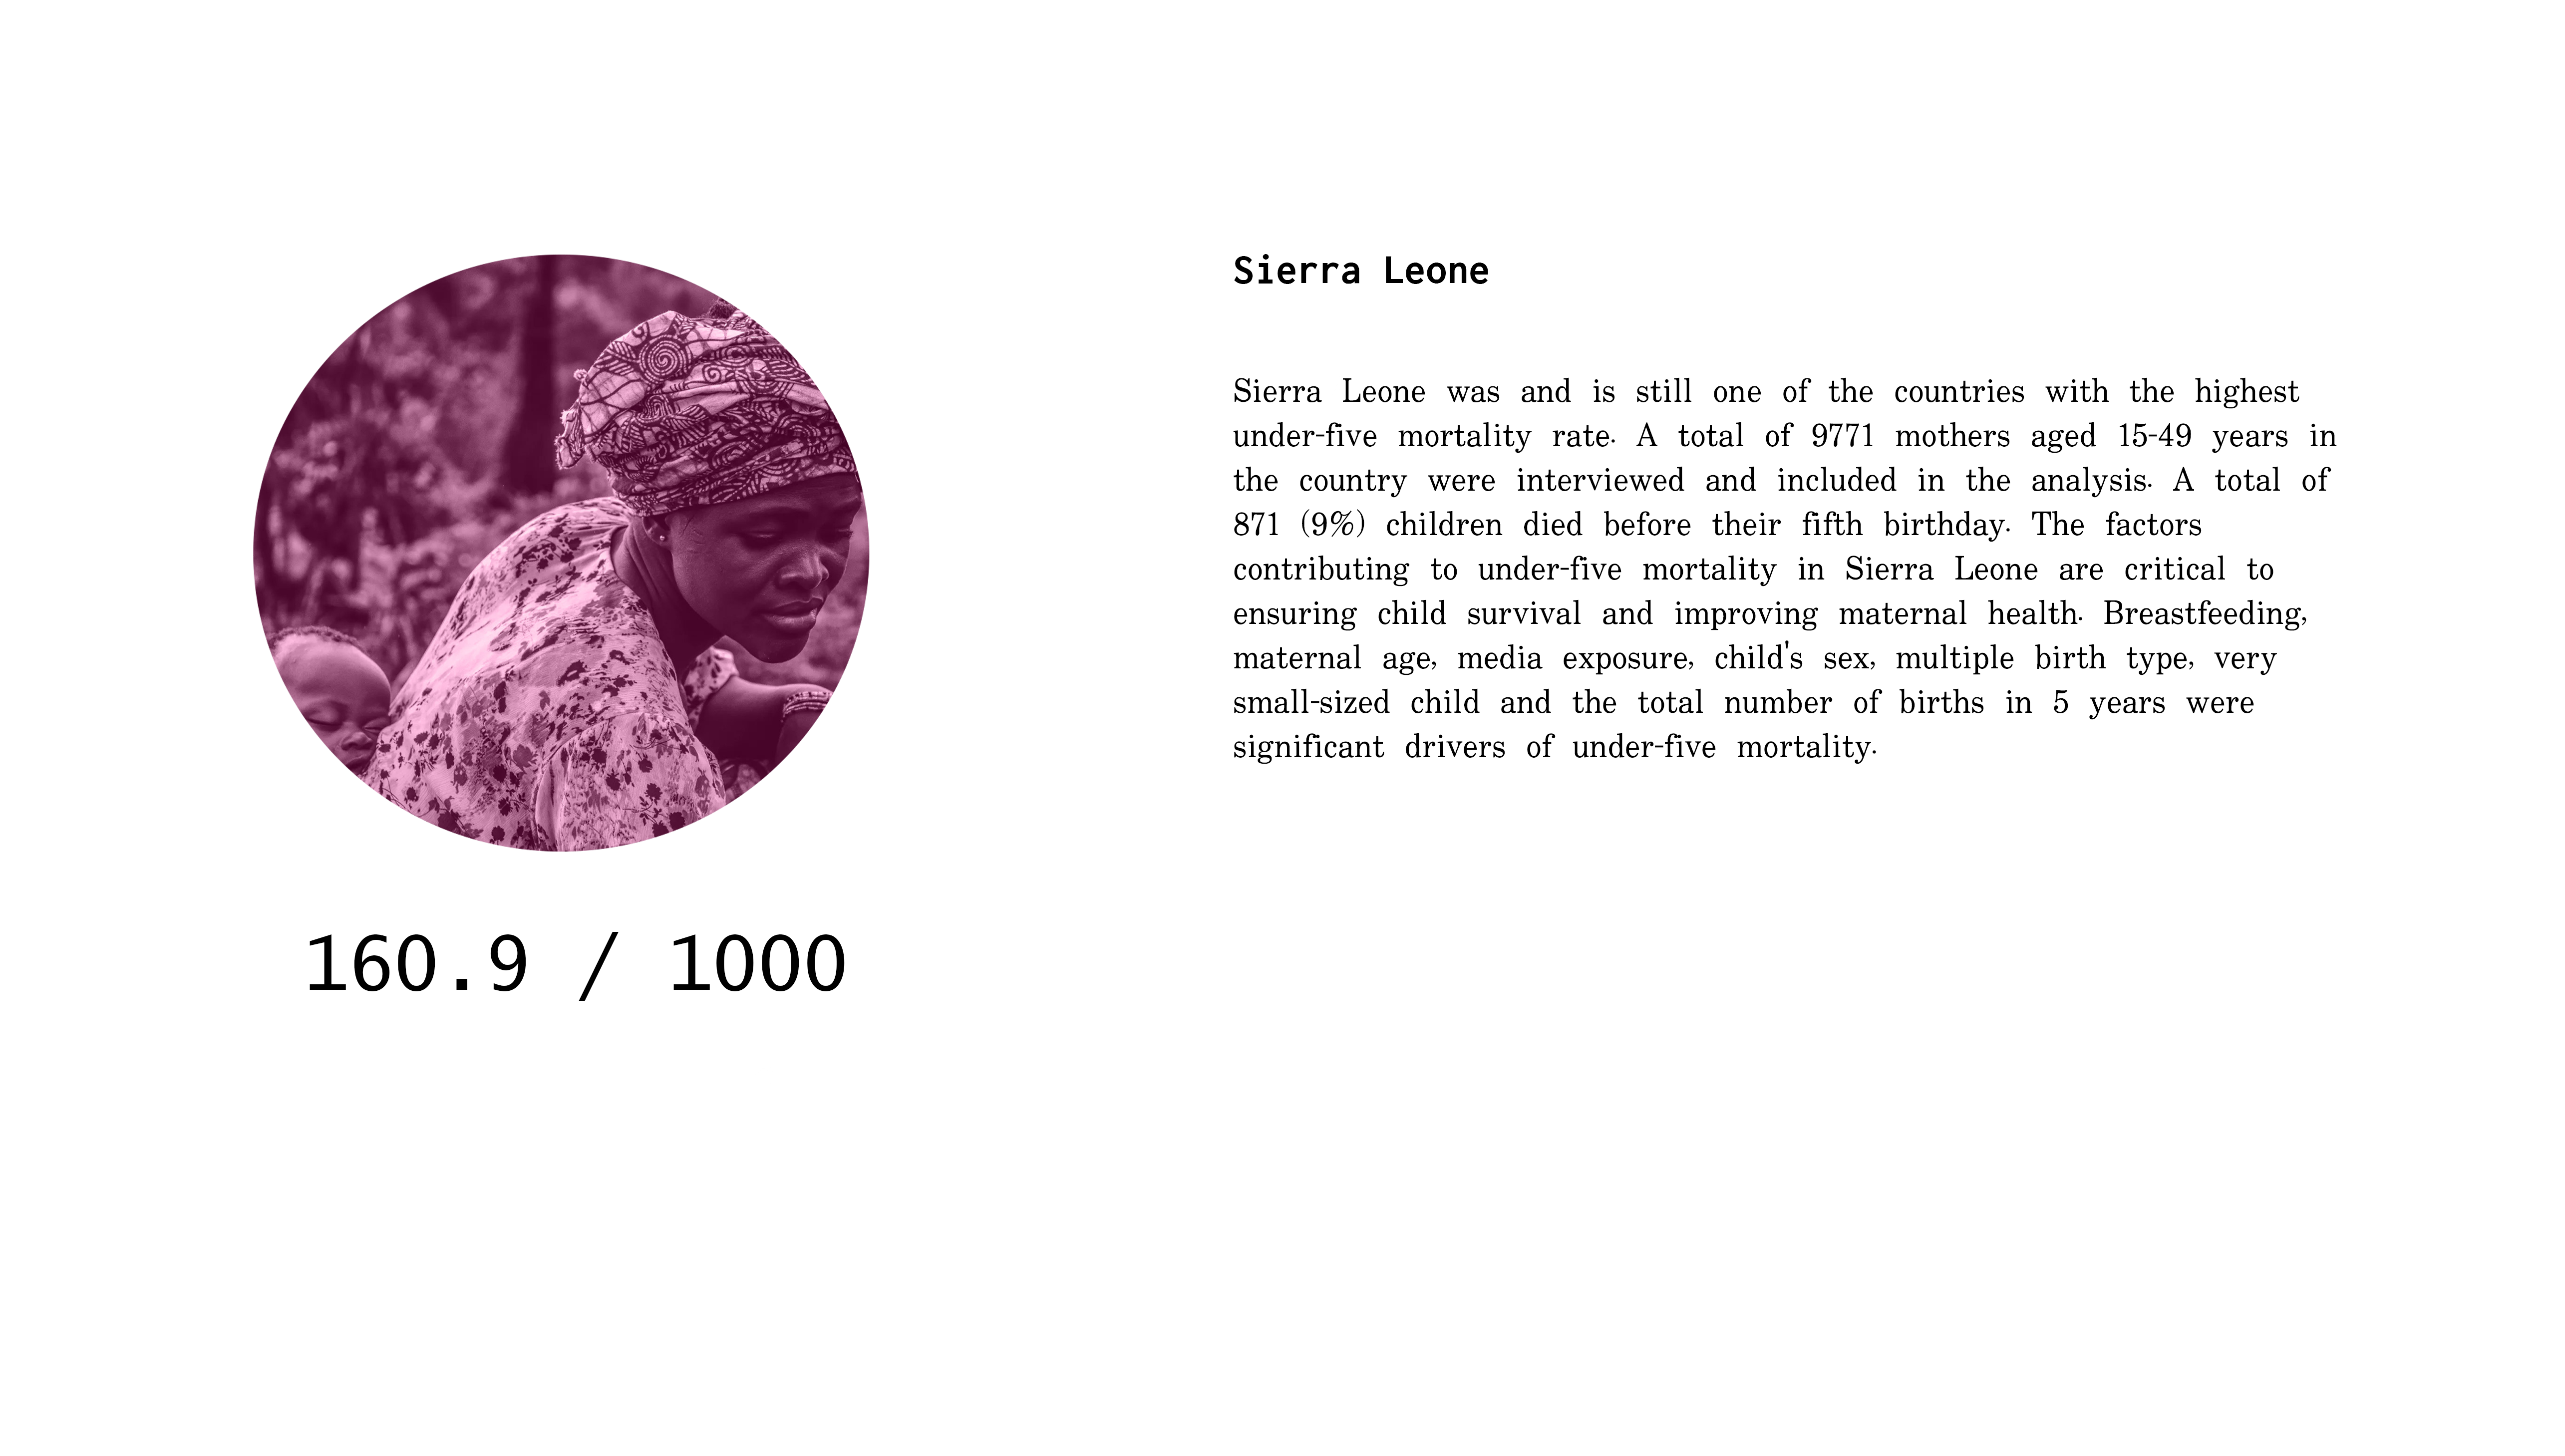 Sierra Leone
Sierra Leone was and is still one of the countries with the highest
under-five mortality rate. A total of 9771 mothers aged 15-49 years in
the country were interviewed and included in the analysis. A total of
871 (9%) children died before their fifth birthday. The factors
contributing to under-five mortality in Sierra Leone are critical to
ensuring child survival and improving maternal health. Breastfeeding,
maternal age, media exposure, child's sex, multiple birth type, very
small-sized child and the total number of births in 5 years were
significant drivers of under-five mortality.
160.9 / 1000